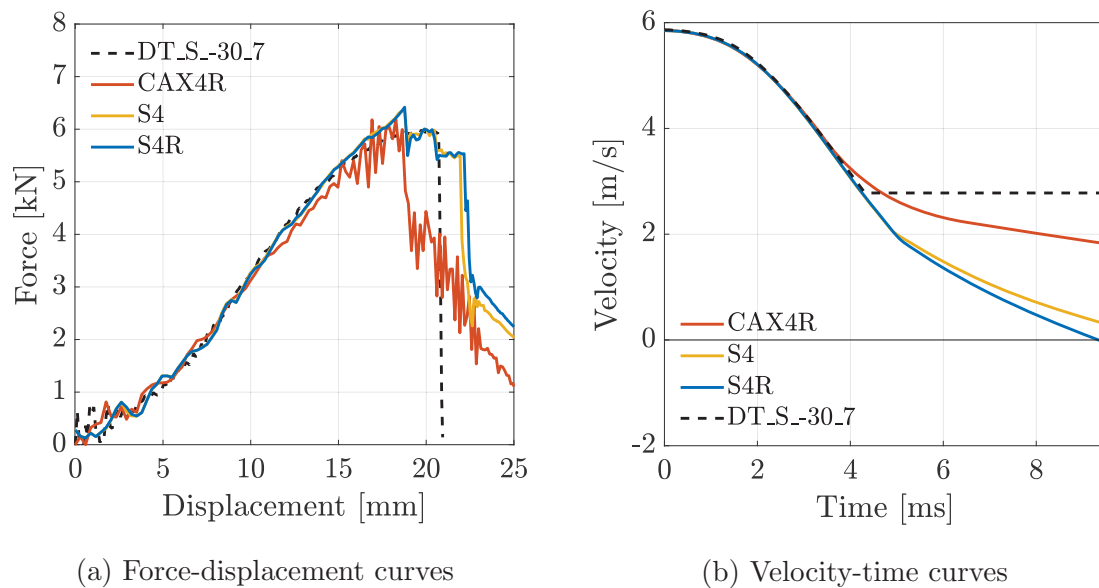 8
7
6
5
4
3
2
1
0
Force [kN]
DT_S_-30_7
CAX4R
S4
S4R
0 5 10 15 20 25
Displacement [mm]
(a) Force-displacement curves
6
4
2
0
-2
Velocity [m/s]
CAX4R
S4
S4R
DT_S_-30_7
0 2 4 6 8
Time [ms]
(b) Velocity-time curves